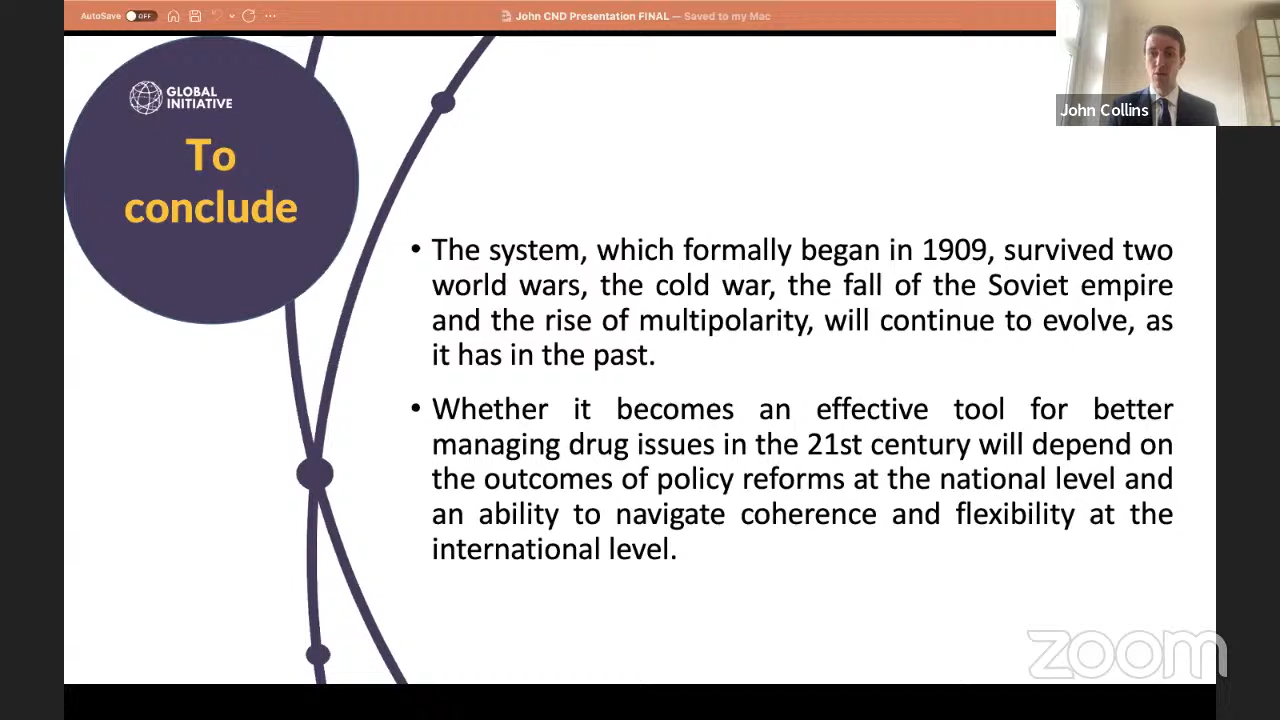 AutoSave OFF
John CND Presentation FINAL — Saved to my Mac
John Collins
GLOBAL
INITIATIVE
To
conclude
• The system, which formally began in 1909, survived two
world wars, the cold war, the fall of the Soviet empire
and the rise of multipolarity, will continue to evolve, as
it has in the past.
• Whether it becomes an effective tool for better
managing drug issues in the 21st century will depend on
the outcomes of policy reforms at the national level and
an ability to navigate coherence and flexibility at the
international level.
zoom